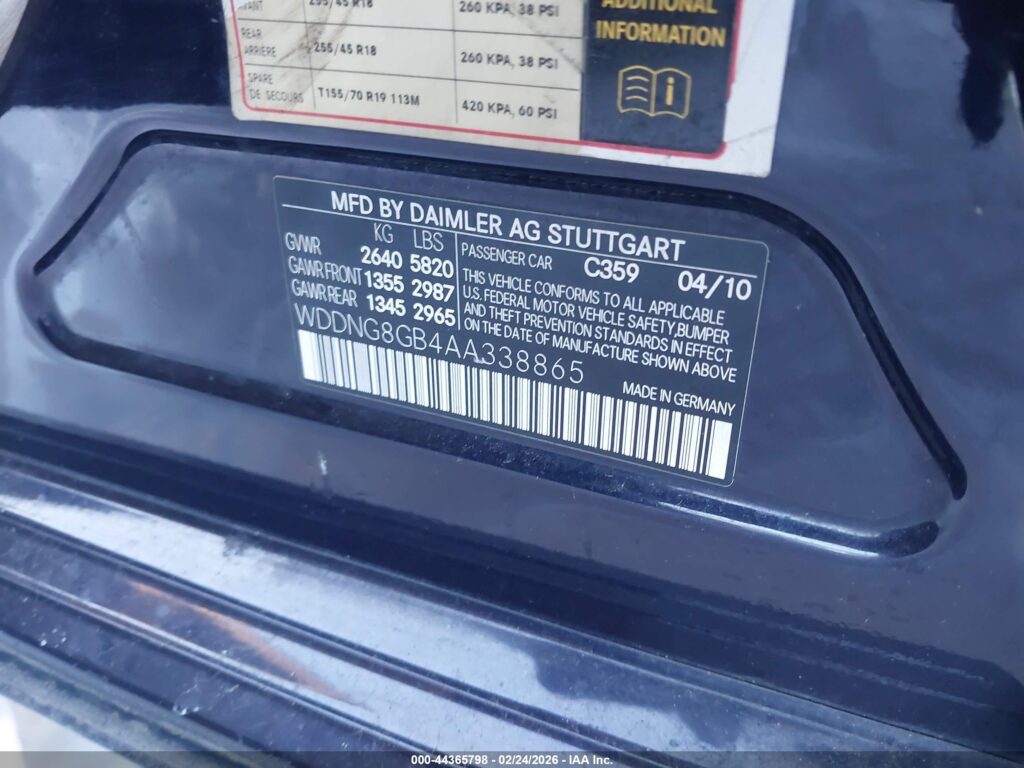 AVANT 255/45 R18 260 KPA, 38 PSI
REAR
ARRIÈRE 255/45 R18 260 KPA, 38 PSI
SPARE
DE SECOURS T155/70 R19 113M 420 KPA, 60 PSI
ADDITIONAL
INFORMATION
MFD BY DAIMLER AG STUTTGART
KG LBS
GVWR 2640 5820
GAWR FRONT 1355 2987
GAWR REAR 1345 2965
PASSENGER CAR C359 04/10
THIS VEHICLE CONFORMS TO ALL APPLICABLE
U.S. FEDERAL MOTOR VEHICLE SAFETY,BUMPER
AND THEFT PREVENTION STANDARDS IN EFFECT
ON THE DATE OF MANUFACTURE SHOWN ABOVE
WDDNG8GB4AA338865
MADE IN GERMANY
000-44365798 - 02/24/2026 - IAA Inc.